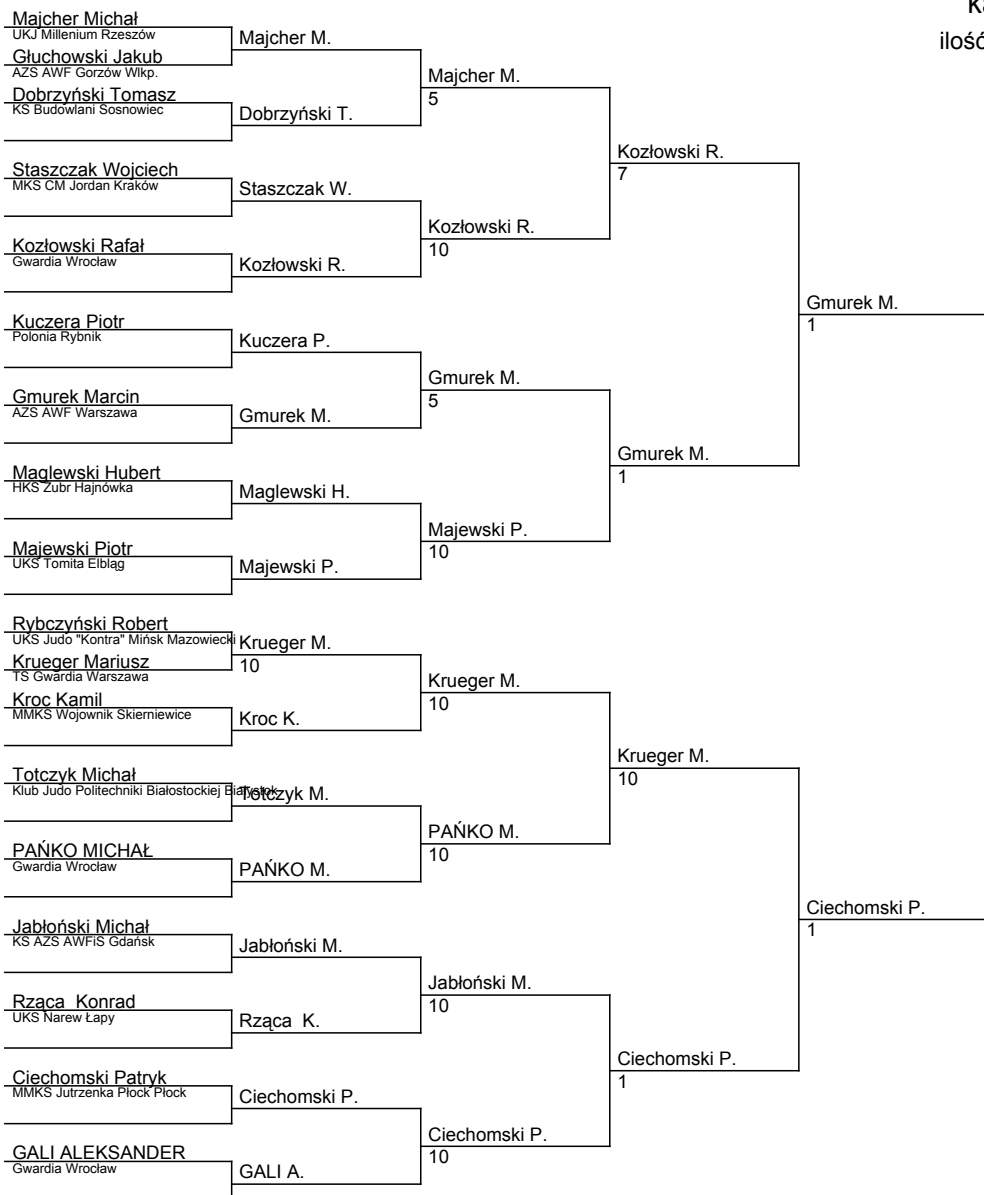 Ka
ilość
Majcher Michał
UKJ Millenium Rzeszów
Głuchowski Jakub
AZS AWF Gorzów Wlkp.
Dobrzyński Tomasz
KS Budowlani Sosnowiec
Staszczak Wojciech
MKS CM Jordan Kraków
Kozłowski Rafał
Gwardia Wrocław
Kuczera Piotr
Polonia Rybnik
Gmurek Marcin
AZS AWF Warszawa
Maglewski Hubert
HKS Żubr Hajnówka
Majewski Piotr
UKS Tomita Elbląg
Rybczyński Robert
UKS Judo "Kontra" Mińsk Mazowiecki
Krueger Mariusz
TS Gwardia Warszawa
Kroc Kamil
MMKS Wojownik Skierniewice
Totczyk Michał
Klub Judo Politechniki Białostockiej Białystok
PAŃKO MICHAŁ
Gwardia Wrocław
Jabłoński Michał
KS AZS AWFiS Gdańsk
Rząca  Konrad
UKS Narew Łapy
Ciechomski Patryk
MMKS Jutrzenka Płock Płock
GALI ALEKSANDER
Gwardia Wrocław
Majcher M.
Dobrzyński T.
Staszczak W.
Kozłowski R.
Kuczera P.
Gmurek M.
Maglewski H.
Majewski P.
Krueger M.
10
Kroc K.
Totczyk M.
PAŃKO M.
Jabłoński M.
Rząca  K.
Ciechomski P.
GALI A.
Majcher M.
5
Kozłowski R.
10
Gmurek M.
5
Majewski P.
10
Krueger M.
10
PAŃKO M.
10
Jabłoński M.
10
Ciechomski P.
10
Kozłowski R.
7
Gmurek M.
1
Krueger M.
10
Ciechomski P.
1
Gmurek M.
1
Ciechomski P.
1